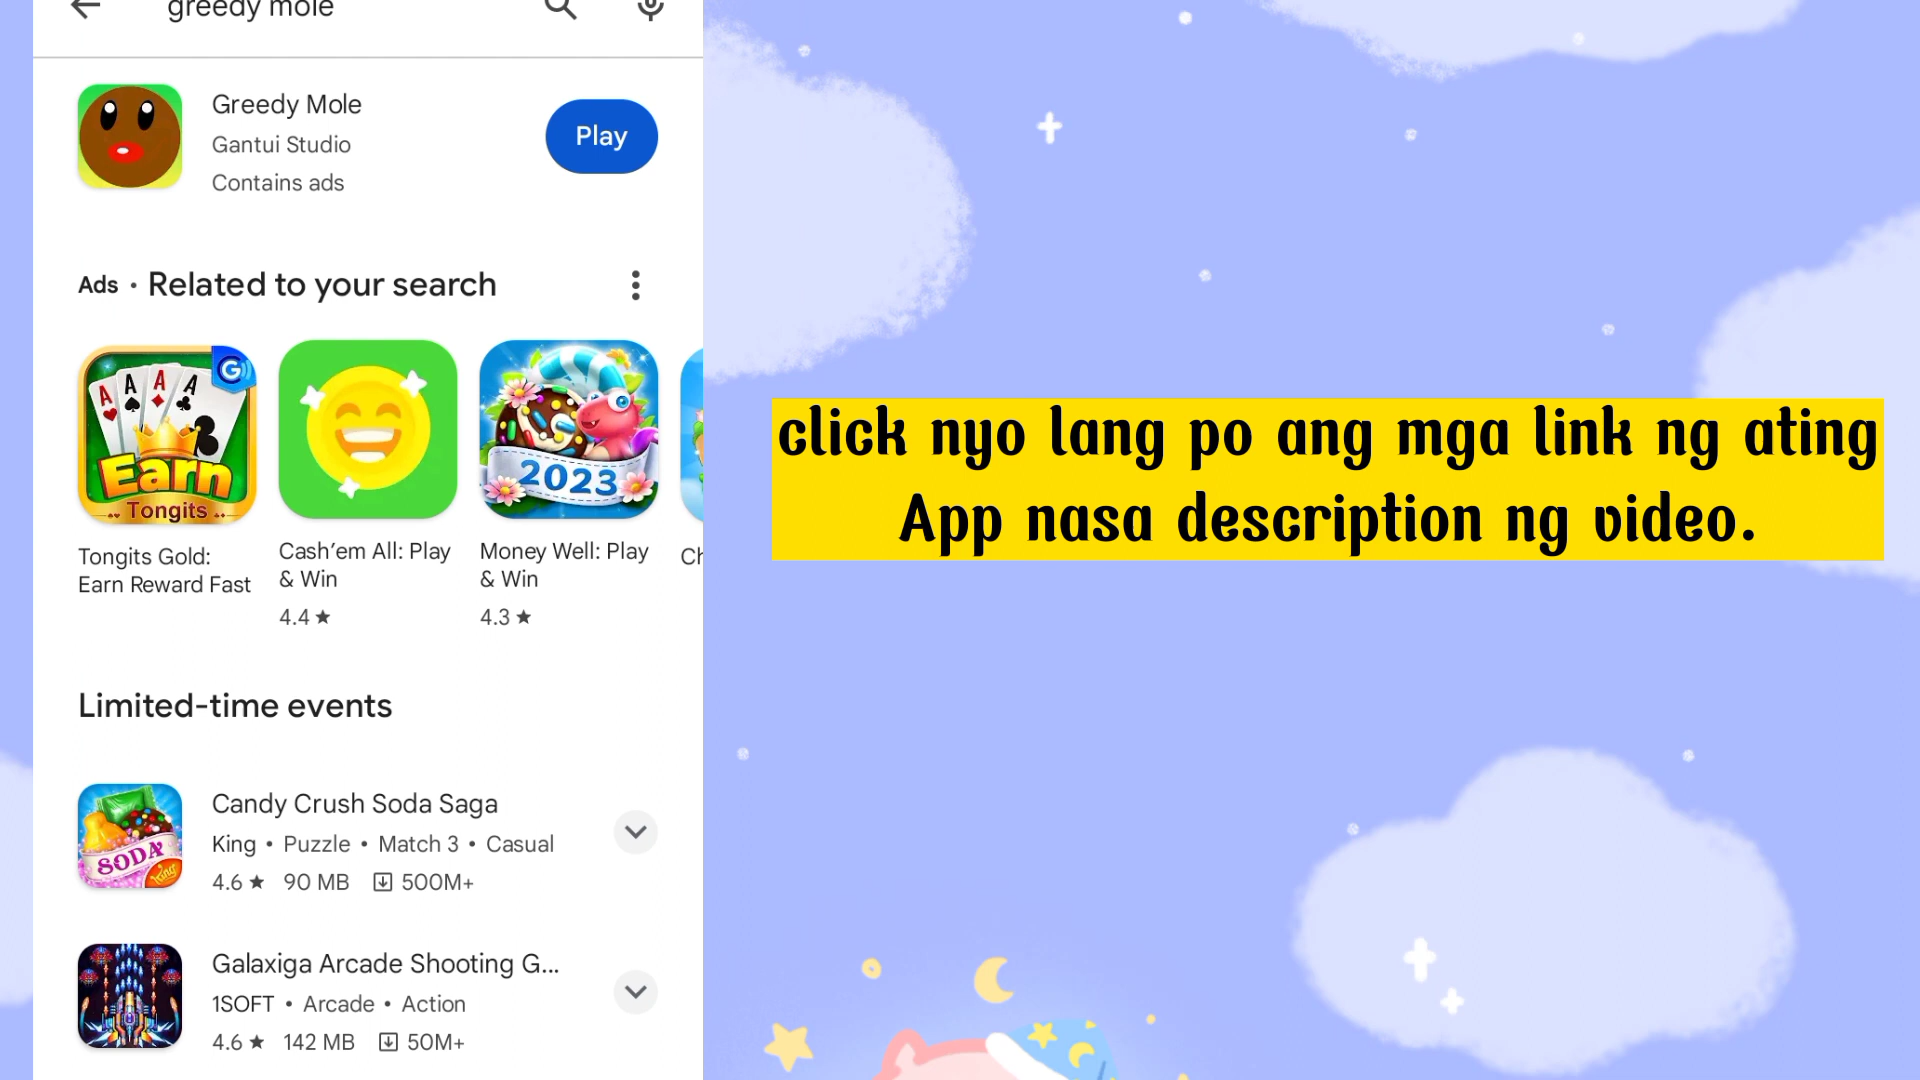 greedy mole
Greedy Mole
Gantui Studio
Contains ads
Play
Ads • Related to your search
Earn
Tongits
2023
Tongits Gold:
Earn Reward Fast
Cash'em All: Play
& Win
4.4 ★
Money Well: Play
& Win
4.3 ★
Ch
Limited-time events
SODA
King
Candy Crush Soda Saga
King • Puzzle • Match 3 • Casual
4.6 ★ 90 MB 500M+
Galaxiga Arcade Shooting G...
1SOFT • Arcade • Action
4.6 ★ 142 MB 50M+
click nyo lang po ang mga link ng ating
App nasa description ng video.